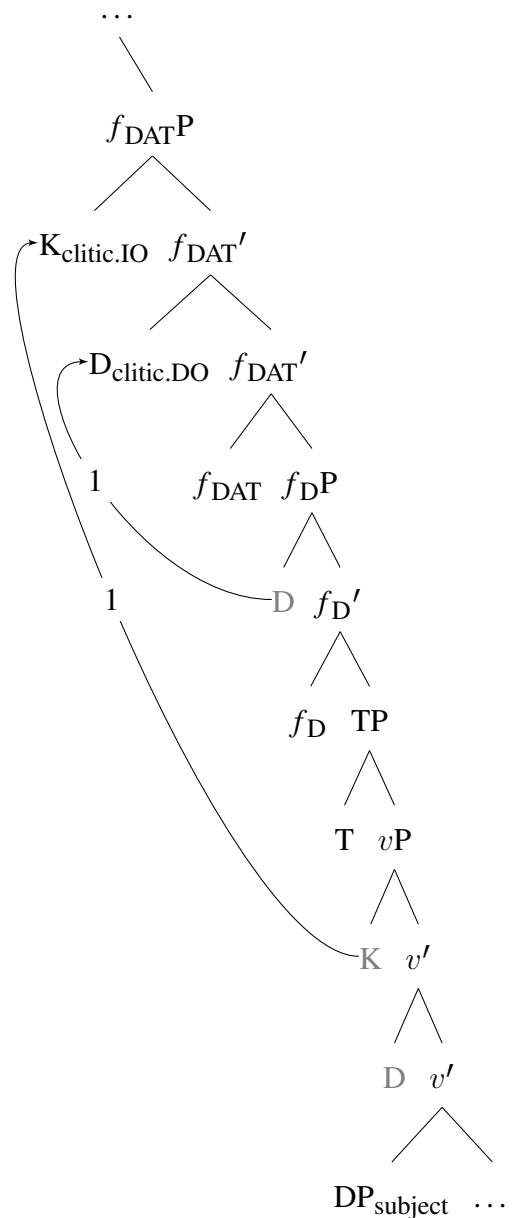 …
f_DAT P
K_clitic.IO f_DAT′
D_clitic.DO f_DAT′
1 f_DAT f_D P
1 D f_D′
f_D TP
T vP
K v′
D v′
DP_subject …